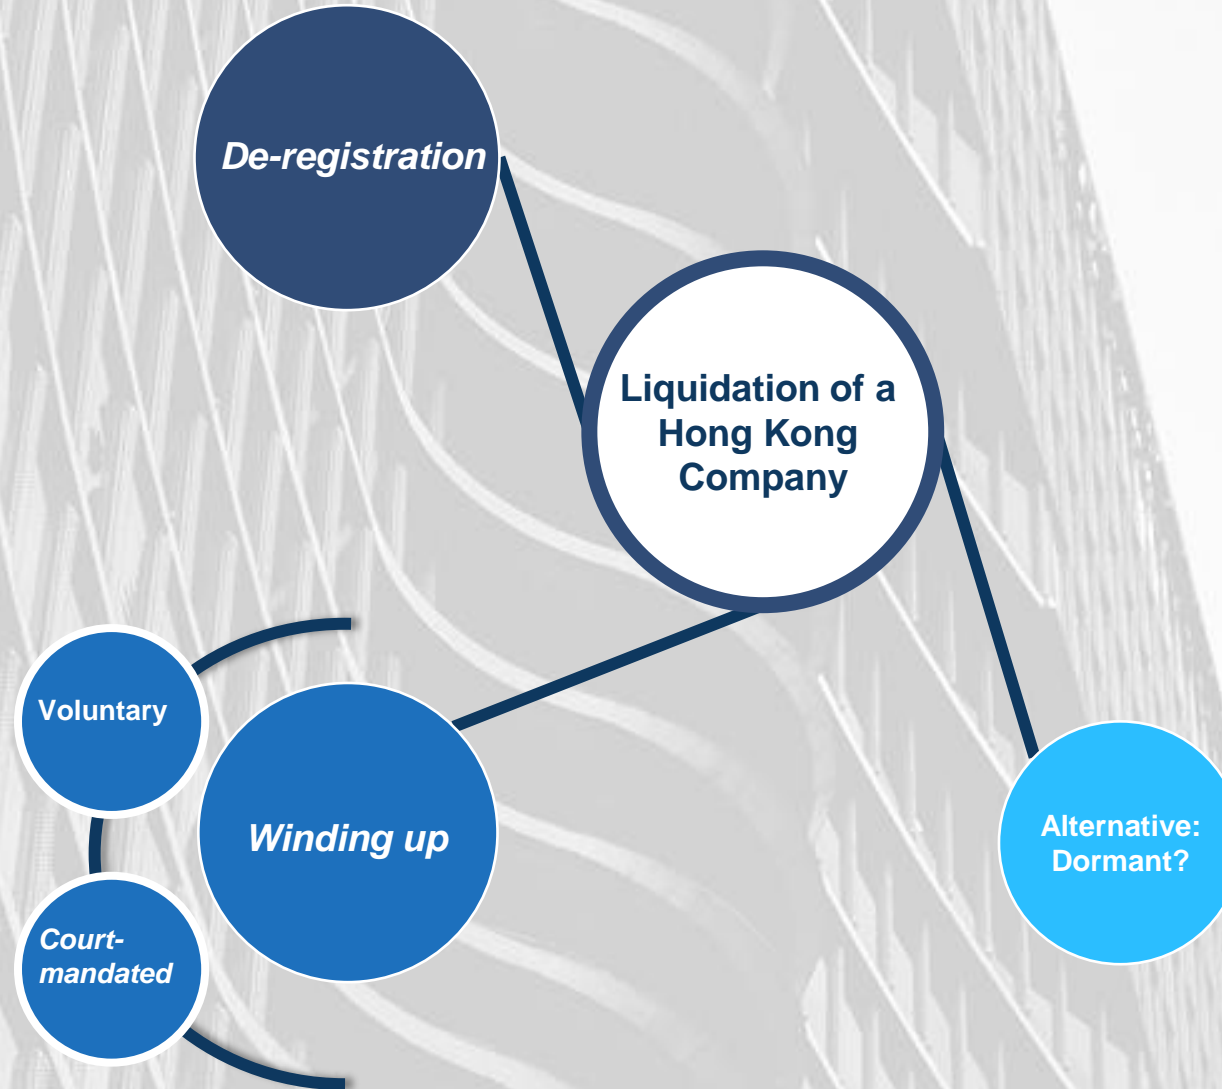 De-registration
Liquidation of a
Hong Kong
Company
Voluntary
Winding up
Court-
mandated
Alternative:
Dormant?